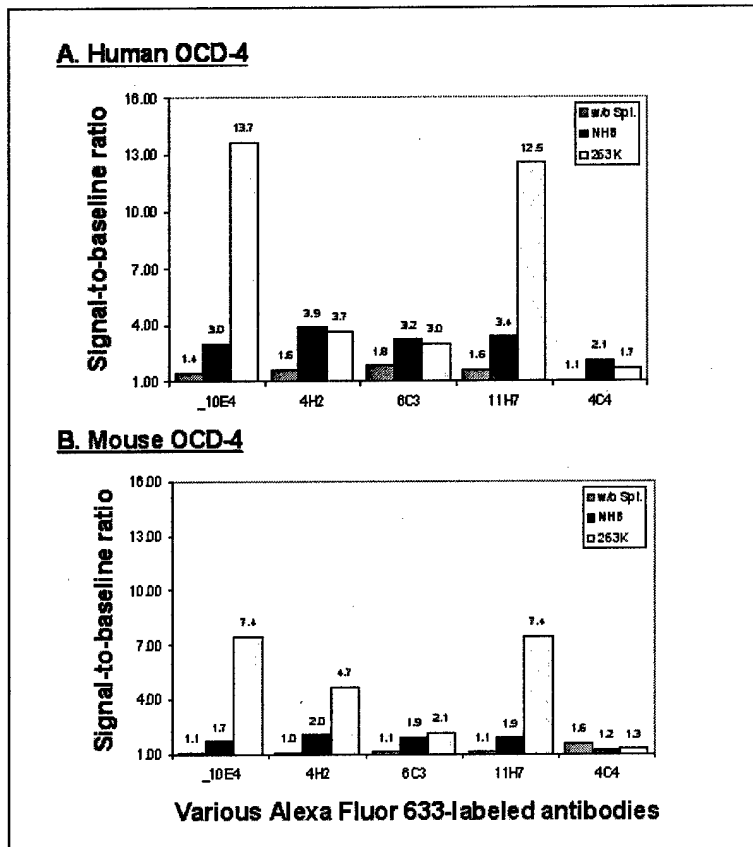 A. Human OCD-4
Signal-to-baseline ratio
16.00
13.00
10.00
7.00
4.00
1.00
w/o Spl.
NHB
263K
1.4
3.0
13.7
1.6
3.9
3.7
1.8
3.2
3.0
1.6
3.4
12.5
1.1
2.1
1.7
_10E4
4H2
6C3
11H7
4C4
B. Mouse OCD-4
Signal-to-baseline ratio
16.00
13.00
10.00
7.00
4.00
1.00
w/o Spl.
NHB
263K
1.1
1.7
7.4
1.0
2.0
4.7
1.1
1.9
2.1
1.1
1.9
7.4
1.6
1.2
1.3
_10E4
4H2
6C3
11H7
4C4
Various Alexa Fluor 633-labeled antibodies